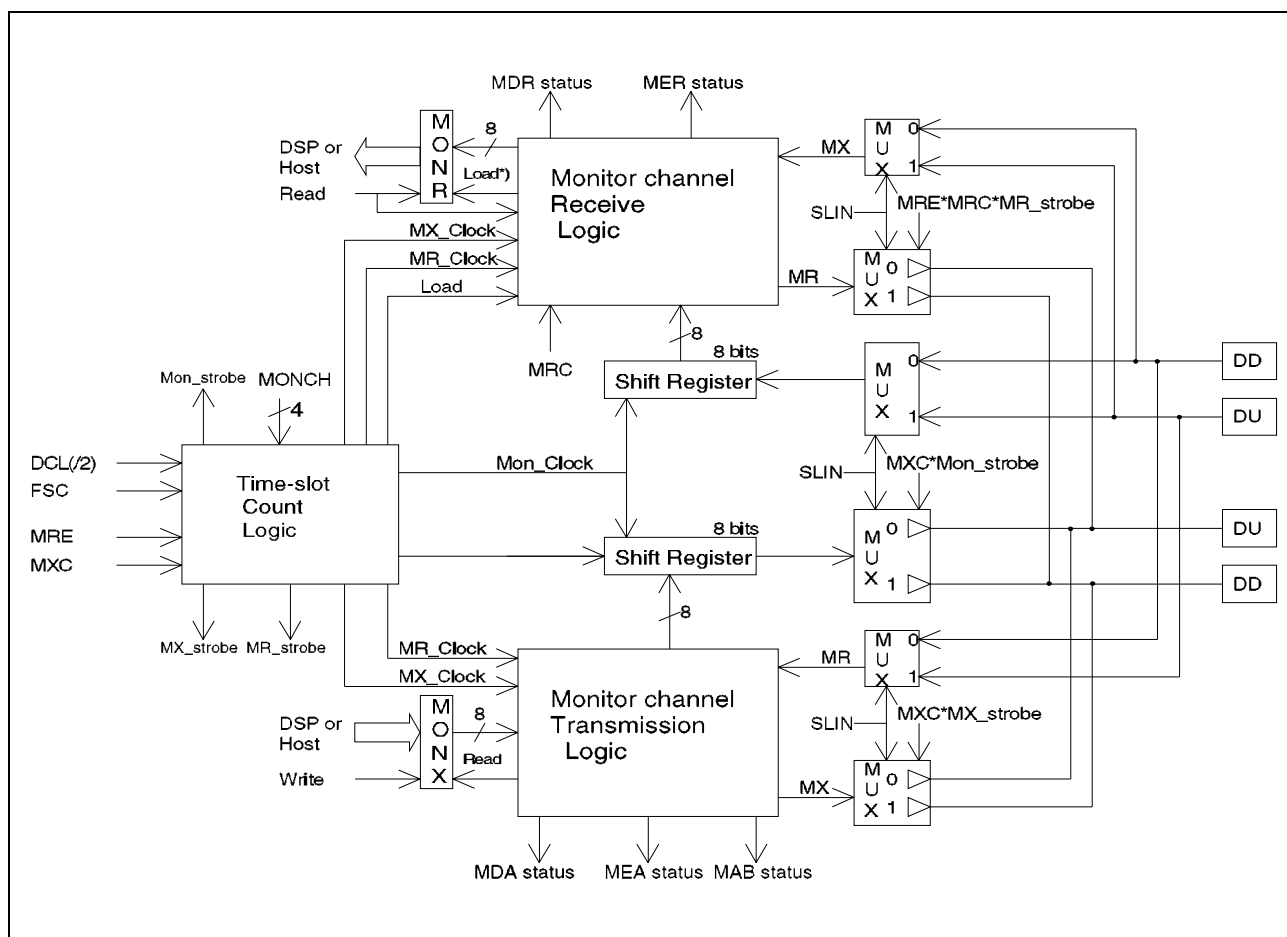 MDR status
MER status
DSP or
Host
Read
M
O
N
R
8
Load*)
Monitor channel
Receive
Logic
MX
M
U
X
0
1
SLIN
MRE*MRC*MR_strobe
MX_Clock
MR_Clock
Load
MR
M
U
X
0
1
MRC
8
8 bits
Shift Register
M
U
X
0
1
DD
DU
Mon_strobe
MONCH
4
DCL(/2)
FSC
MRE
MXC
Time-slot
Count
Logic
Mon_Clock
SLIN
MXC*Mon_strobe
8 bits
Shift Register
M
U
X
0
1
DU
DD
MX_strobe
MR_strobe
8
MR_Clock
MX_Clock
Monitor channel
Transmission
Logic
MR
M
U
X
0
1
SLIN
MXC*MX_strobe
DSP or
Host
Write
M
O
N
X
8
Read
MX
M
U
X
0
1
MDA status
MEA status
MAB status